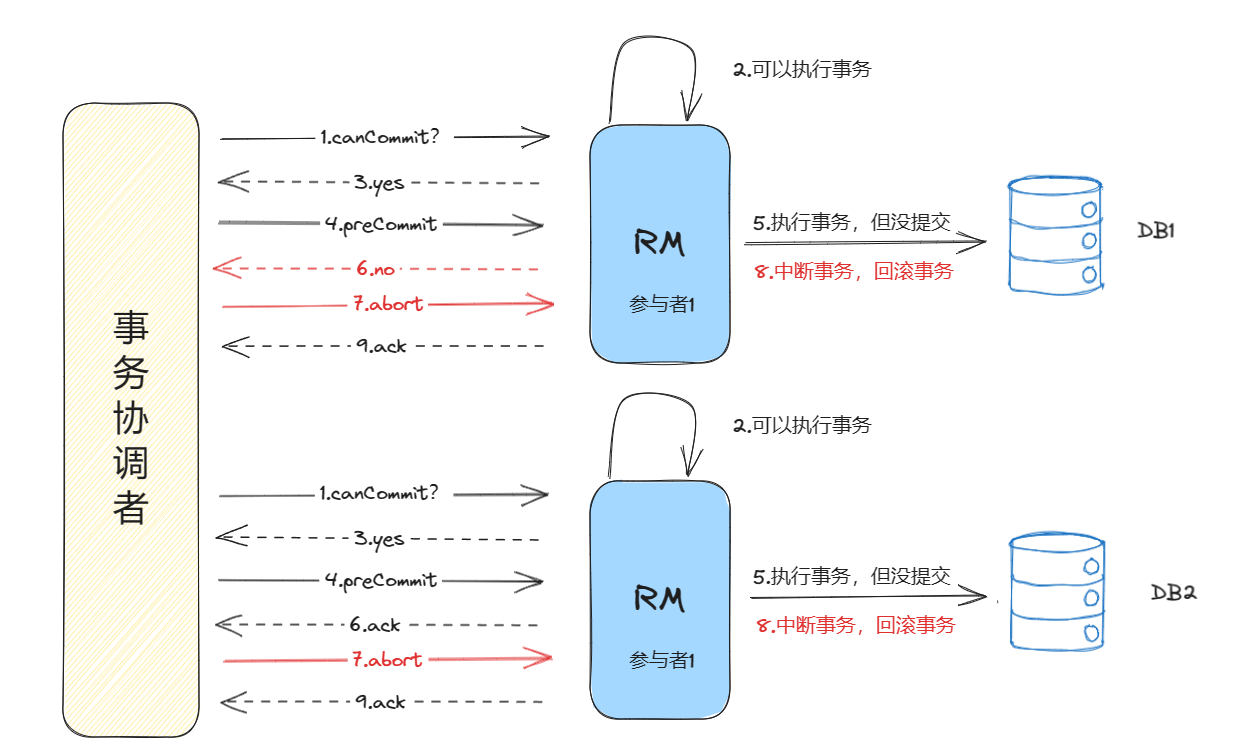 事务协调者
2.可以执行事务
1.canCommit?
3.yes
4.preCommit
6.no
7.abort
9.ack
RM
参与者1
5.执行事务，但没提交
8.中断事务，回滚事务
DB1
2.可以执行事务
1.canCommit?
3.yes
4.preCommit
6.ack
7.abort
9.ack
RM
参与者1
5.执行事务，但没提交
8.中断事务，回滚事务
DB2